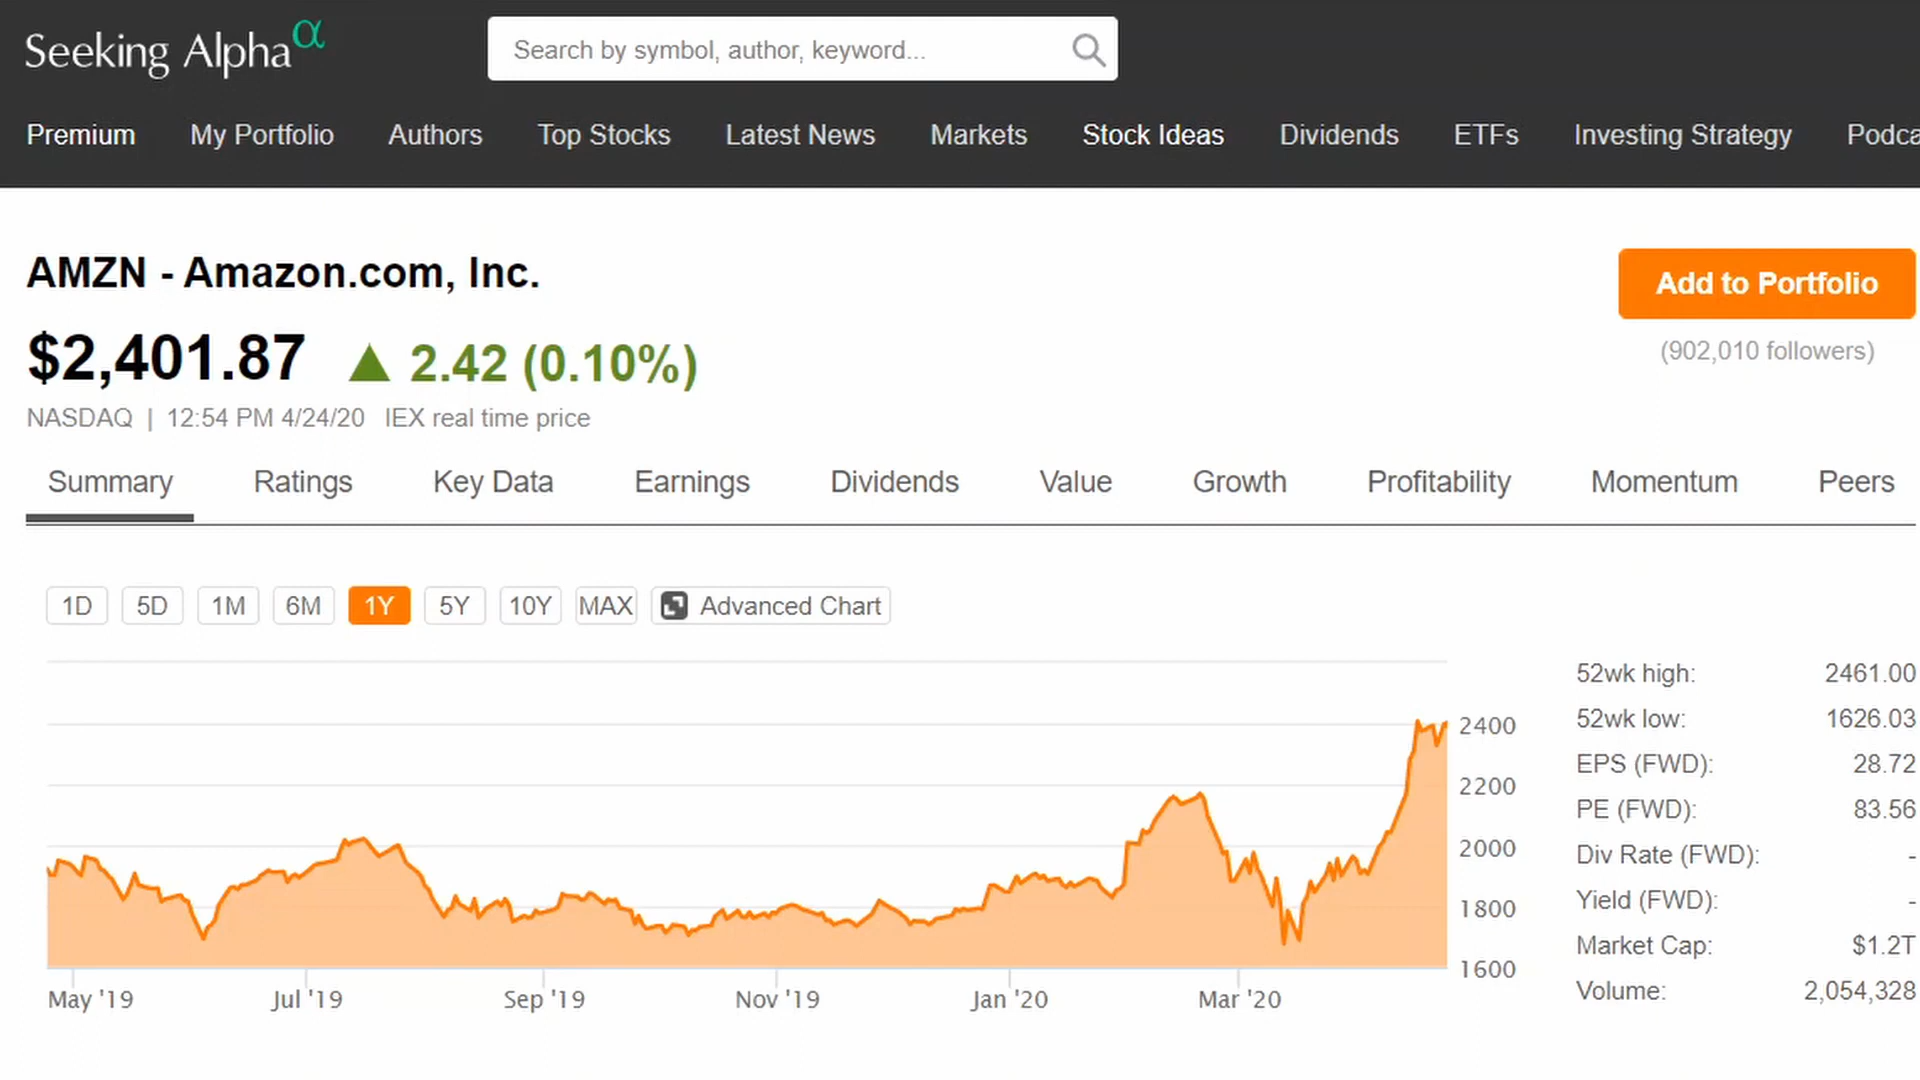 Seeking Alpha α
Search by symbol, author, keyword...
Premium My Portfolio Authors Top Stocks Latest News Markets Stock Ideas Dividends ETFs Investing Strategy Podca
AMZN - Amazon.com, Inc.
Add to Portfolio
$2,401.87 ▲ 2.42 (0.10%)
(902,010 followers)
NASDAQ | 12:54 PM 4/24/20 IEX real time price
Summary Ratings Key Data Earnings Dividends Value Growth Profitability Momentum Peers
1D 5D 1M 6M 1Y 5Y 10Y MAX Advanced Chart
2400
2200
2000
1800
1600
May '19 Jul '19 Sep '19 Nov '19 Jan '20 Mar '20
52wk high: 2461.00
52wk low: 1626.03
EPS (FWD): 28.72
PE (FWD): 83.56
Div Rate (FWD): -
Yield (FWD): -
Market Cap: $1.2T
Volume: 2,054,328